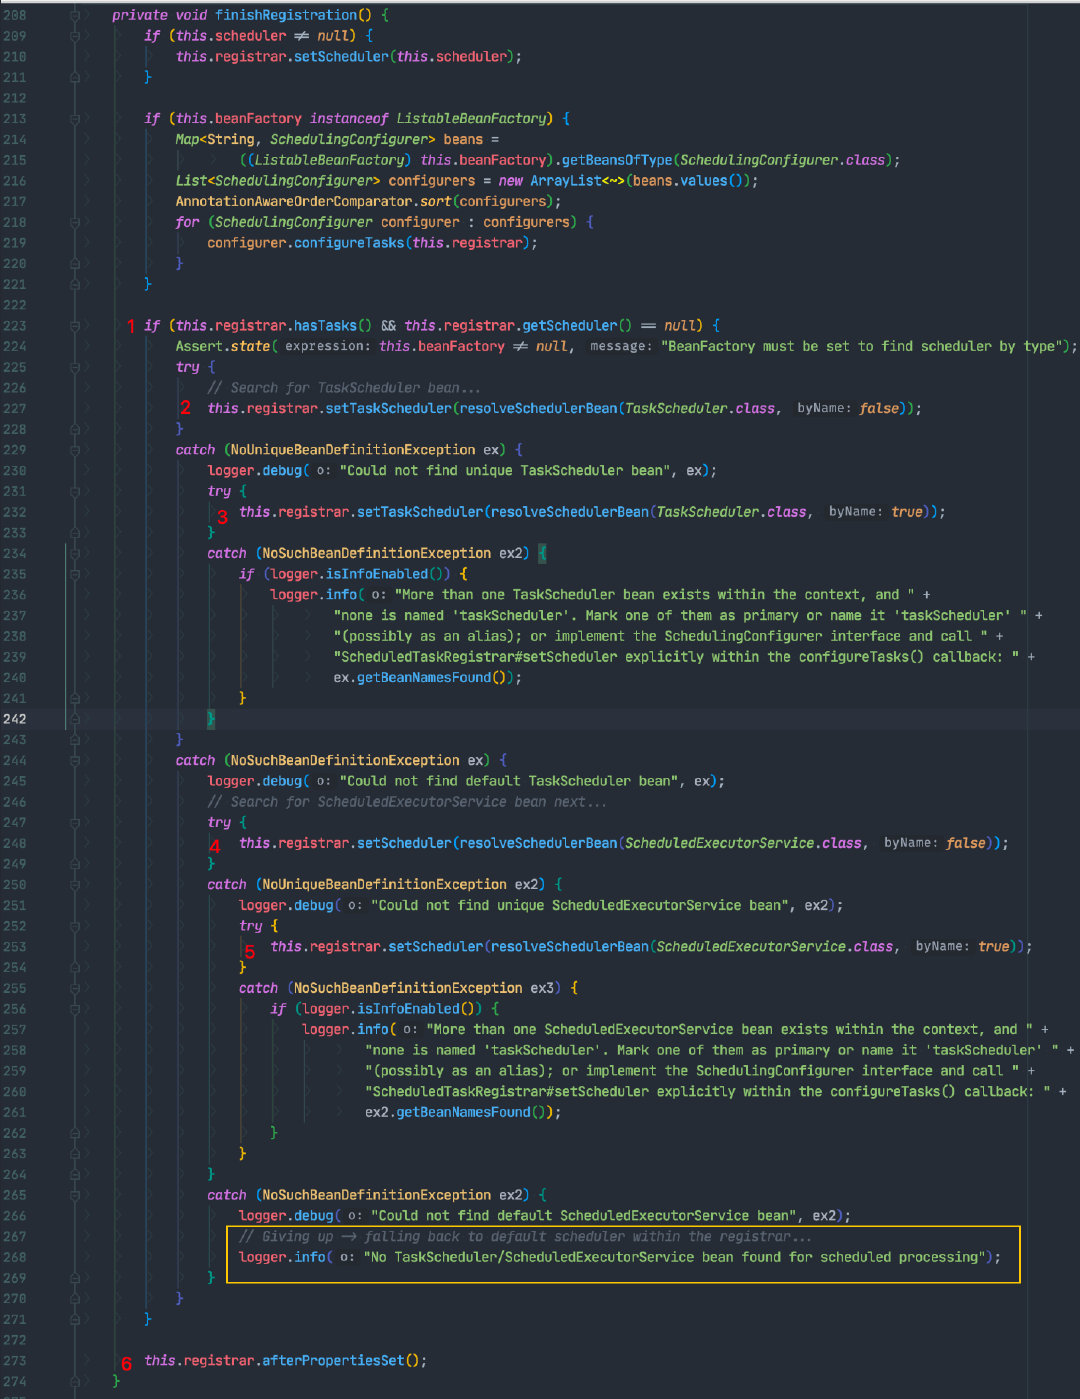 208 private void finishRegistration() {
209 if (this.scheduler ≠ null) {
210 this.registrar.setScheduler(this.scheduler);
211 }
212
213 if (this.beanFactory instanceof ListableBeanFactory) {
214 Map<String, SchedulingConfigurer> beans =
215 ((ListableBeanFactory) this.beanFactory).getBeansOfType(SchedulingConfigurer.class);
216 List<SchedulingConfigurer> configurers = new ArrayList<~>(beans.values());
217 AnnotationAwareOrderComparator.sort(configurers);
218 for (SchedulingConfigurer configurer : configurers) {
219 configurer.configureTasks(this.registrar);
220 }
221 }
222
223 1 if (this.registrar.hasTasks() && this.registrar.getScheduler() == null) {
224 Assert.state( expression: this.beanFactory ≠ null, message: "BeanFactory must be set to find scheduler by type");
225 try {
226 // Search for TaskScheduler bean...
227 2 this.registrar.setTaskScheduler(resolveSchedulerBean(TaskScheduler.class, byName: false));
228 }
229 catch (NoUniqueBeanDefinitionException ex) {
230 logger.debug( o: "Could not find unique TaskScheduler bean", ex);
231 try {
232 3 this.registrar.setTaskScheduler(resolveSchedulerBean(TaskScheduler.class, byName: true));
233 }
234 catch (NoSuchBeanDefinitionException ex2) {
235 if (logger.isInfoEnabled()) {
236 logger.info( o: "More than one TaskScheduler bean exists within the context, and " +
237 "none is named 'taskScheduler'. Mark one of them as primary or name it 'taskScheduler' " +
238 "(possibly as an alias); or implement the SchedulingConfigurer interface and call " +
239 "ScheduledTaskRegistrar#setScheduler explicitly within the configureTasks() callback: " +
240 ex.getBeanNamesFound());
241 }
242 }
243 }
244 catch (NoSuchBeanDefinitionException ex) {
245 logger.debug( o: "Could not find default TaskScheduler bean", ex);
246 // Search for ScheduledExecutorService bean next...
247 try {
248 4 this.registrar.setScheduler(resolveSchedulerBean(ScheduledExecutorService.class, byName: false));
249 }
250 catch (NoUniqueBeanDefinitionException ex2) {
251 logger.debug( o: "Could not find unique ScheduledExecutorService bean", ex2);
252 try {
253 5 this.registrar.setScheduler(resolveSchedulerBean(ScheduledExecutorService.class, byName: true));
254 }
255 catch (NoSuchBeanDefinitionException ex3) {
256 if (logger.isInfoEnabled()) {
257 logger.info( o: "More than one ScheduledExecutorService bean exists within the context, and " +
258 "none is named 'taskScheduler'. Mark one of them as primary or name it 'taskScheduler' " +
259 "(possibly as an alias); or implement the SchedulingConfigurer interface and call " +
260 "ScheduledTaskRegistrar#setScheduler explicitly within the configureTasks() callback: " +
261 ex2.getBeanNamesFound());
262 }
263 }
264 }
265 catch (NoSuchBeanDefinitionException ex2) {
266 logger.debug( o: "Could not find default ScheduledExecutorService bean", ex2);
267 // Giving up -> falling back to default scheduler within the registrar...
268 logger.info( o: "No TaskScheduler/ScheduledExecutorService bean found for scheduled processing");
269 }
270 }
271 }
272
273 6 this.registrar.afterPropertiesSet();
274 }